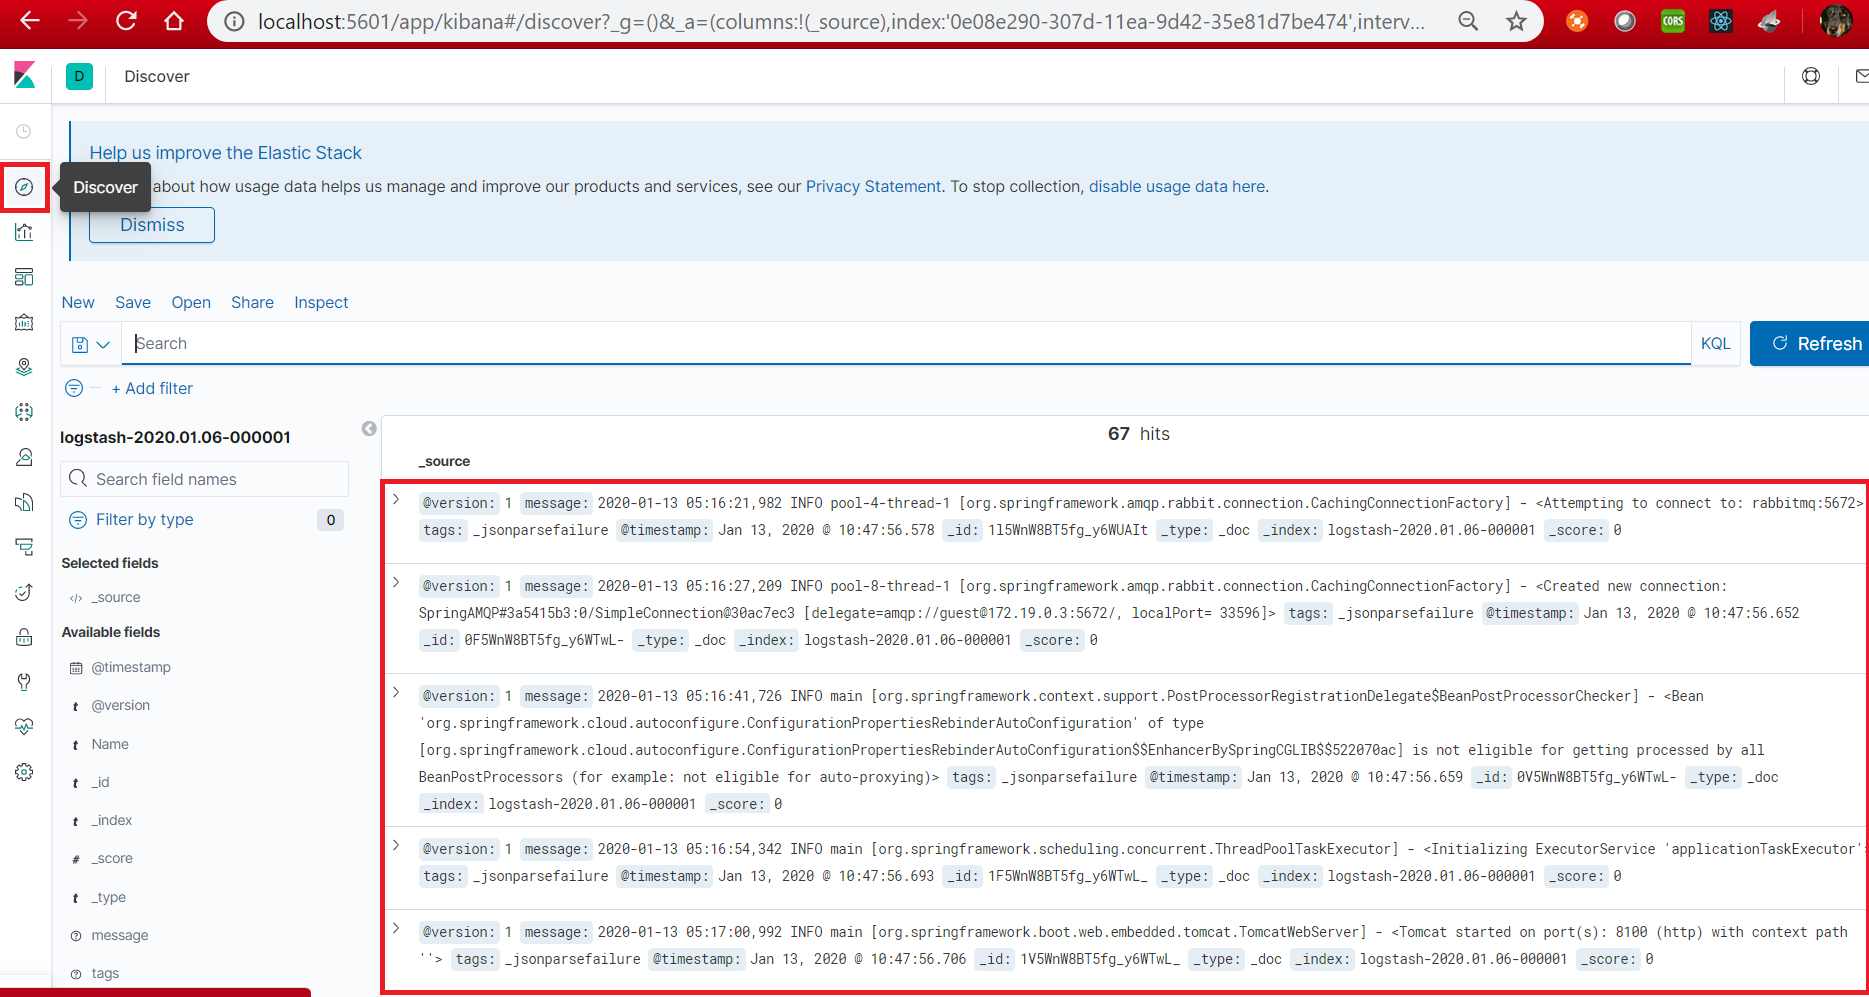 localhost:5601/app/kibana#/discover?_g=()&_a=(columns:!(_source),index:'0e08e290-307d-11ea-9d42-35e81d7be474',interv...
CORS
D
Discover
Help us improve the Elastic Stack
Discover
about how usage data helps us manage and improve our products and services, see our Privacy Statement. To stop collection, disable usage data here.
Dismiss
New Save Open Share Inspect
Search
KQL
Refresh
+ Add filter
logstash-2020.01.06-000001
Search field names
Filter by type 0
Selected fields
</> _source
Available fields
@timestamp
t @version
t Name
t _id
t _index
# _score
t _type
? message
? tags
67 hits
_source
@version: 1 message: 2020-01-13 05:16:21,982 INFO pool-4-thread-1 [org.springframework.amqp.rabbit.connection.CachingConnectionFactory] - <Attempting to connect to: rabbitmq:5672>
tags: _jsonparsefailure @timestamp: Jan 13, 2020 @ 10:47:56.578 _id: 1l5WnW8BT5fg_y6WUAIt _type: _doc _index: logstash-2020.01.06-000001 _score: 0
@version: 1 message: 2020-01-13 05:16:27,209 INFO pool-8-thread-1 [org.springframework.amqp.rabbit.connection.CachingConnectionFactory] - <Created new connection:
SpringAMQP#3a5415b3:0/SimpleConnection@30ac7ec3 [delegate=amqp://guest@172.19.0.3:5672/, localPort= 33596]> tags: _jsonparsefailure @timestamp: Jan 13, 2020 @ 10:47:56.652
_id: 0F5WnW8BT5fg_y6WTwL- _type: _doc _index: logstash-2020.01.06-000001 _score: 0
@version: 1 message: 2020-01-13 05:16:41,726 INFO main [org.springframework.context.support.PostProcessorRegistrationDelegate$BeanPostProcessorChecker] - <Bean
'org.springframework.cloud.autoconfigure.ConfigurationPropertiesRebinderAutoConfiguration' of type
[org.springframework.cloud.autoconfigure.ConfigurationPropertiesRebinderAutoConfiguration$$EnhancerBySpringCGLIB$$522070ac] is not eligible for getting processed by all
BeanPostProcessors (for example: not eligible for auto-proxying)> tags: _jsonparsefailure @timestamp: Jan 13, 2020 @ 10:47:56.659 _id: 0V5WnW8BT5fg_y6WTwL- _type: _doc
_index: logstash-2020.01.06-000001 _score: 0
@version: 1 message: 2020-01-13 05:16:54,342 INFO main [org.springframework.scheduling.concurrent.ThreadPoolTaskExecutor] - <Initializing ExecutorService 'applicationTaskExecutor'>
tags: _jsonparsefailure @timestamp: Jan 13, 2020 @ 10:47:56.693 _id: 1F5WnW8BT5fg_y6WTwL_ _type: _doc _index: logstash-2020.01.06-000001 _score: 0
@version: 1 message: 2020-01-13 05:17:00,992 INFO main [org.springframework.boot.web.embedded.tomcat.TomcatWebServer] - <Tomcat started on port(s): 8100 (http) with context path
''> tags: _jsonparsefailure @timestamp: Jan 13, 2020 @ 10:47:56.706 _id: 1V5WnW8BT5fg_y6WTwL_ _type: _doc _index: logstash-2020.01.06-000001 _score: 0